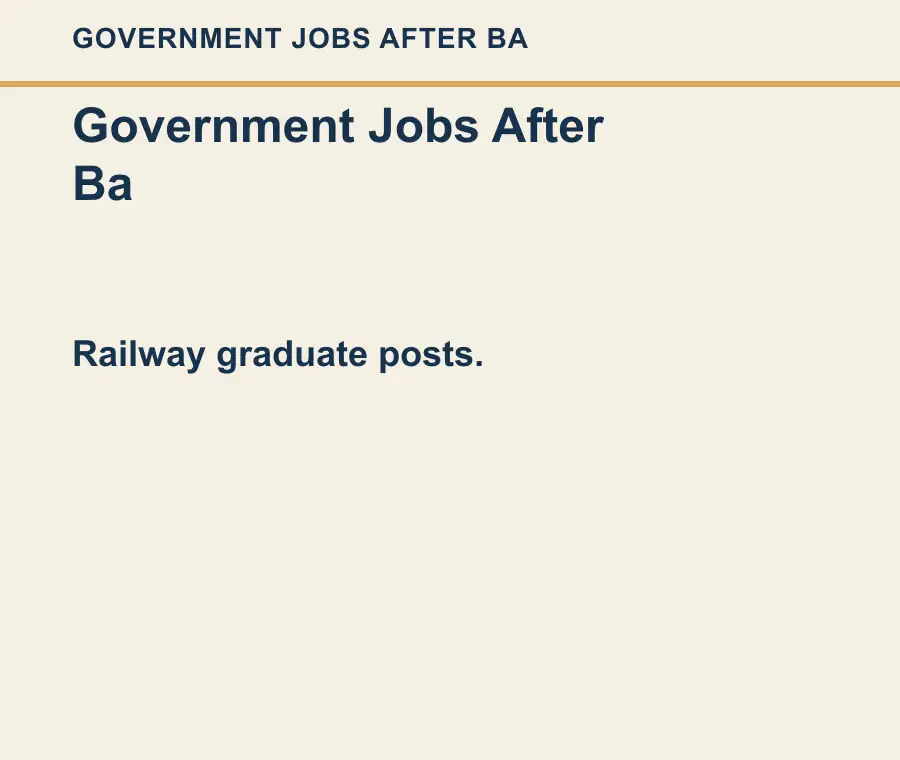 GOVERNMENT JOBS AFTER BA
Government Jobs After
Ba
Railway graduate posts.